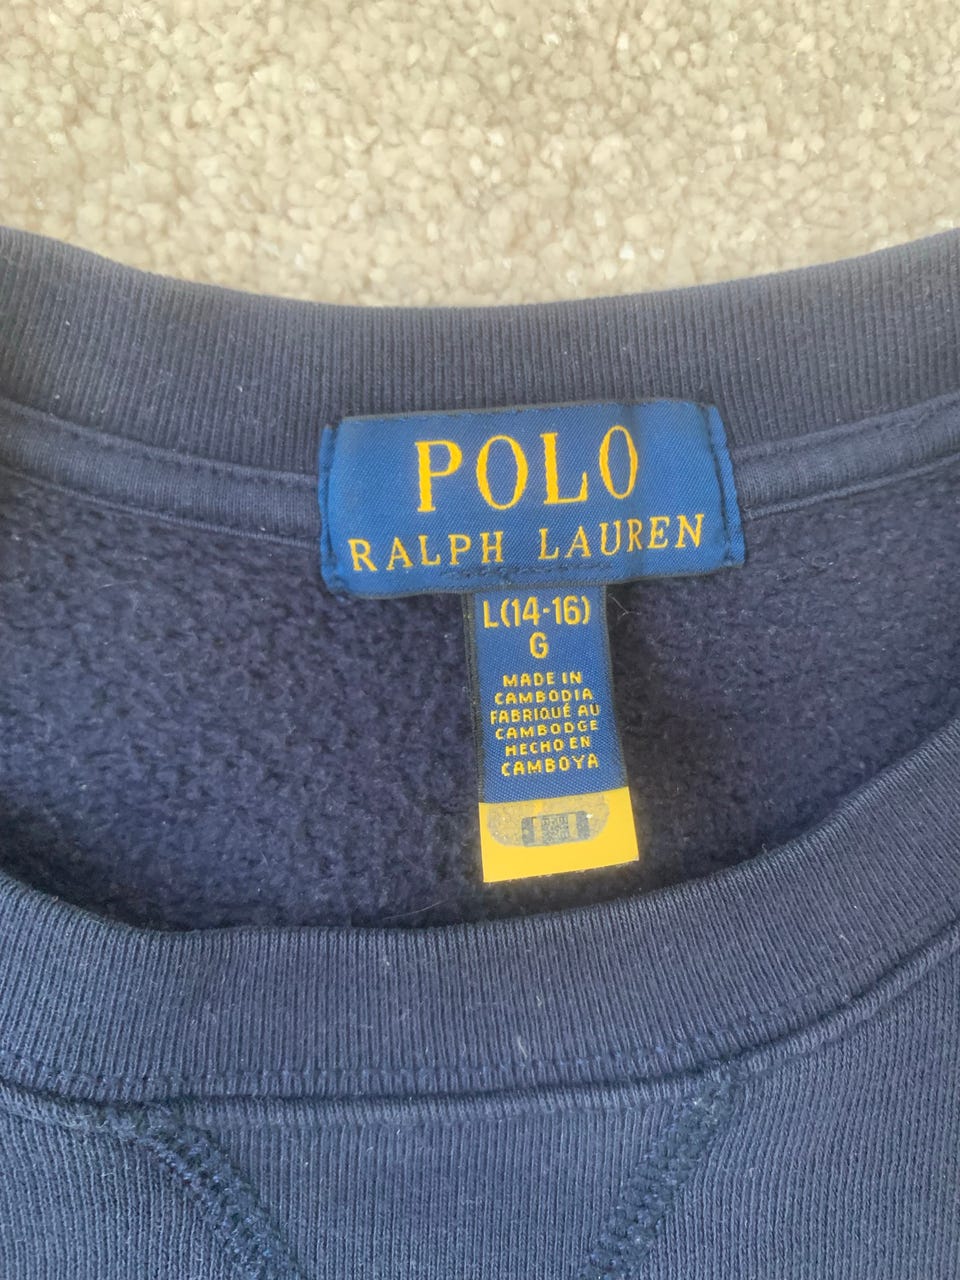 POLO
RALPH LAUREN
L(14-16)
G
MADE IN
CAMBODIA
FABRIQUÉ AU
CAMBODGE
HECHO EN
CAMBOYA